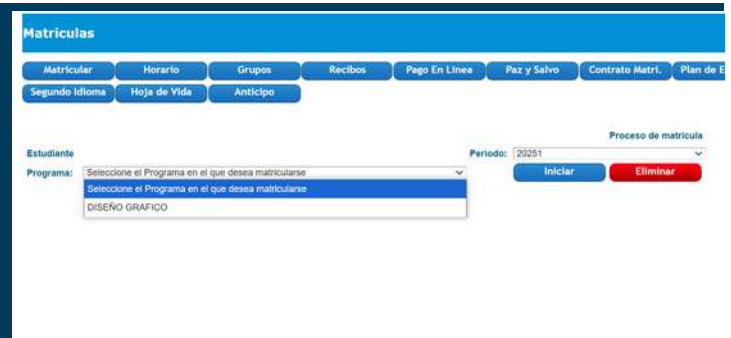 Matriculas
Matricular Horario Grupos Recibos Pago En Linea Paz y Salvo Contrato Matri. Plan de E
Segundo Idioma Hoja de Vida Anticipo
Proceso de matricula
Estudiante Periodo: 20251
Programa: Seleccione el Programa en el que desea matricularse Iniciar Eliminar
Seleccione el Programa en el que desea matricularse
DISEÑO GRAFICO